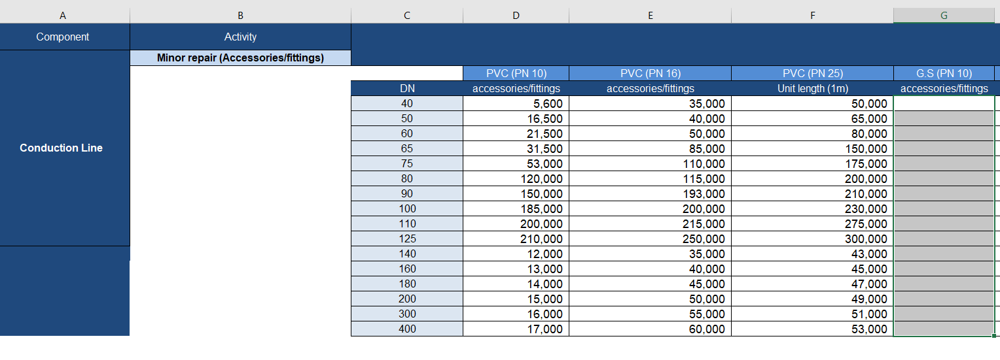 A B C D E F G
Component Activity
Minor repair (Accessories/fittings)
PVC (PN 10) PVC (PN 16) PVC (PN 25) G.S (PN 10)
DN accessories/fittings accessories/fittings Unit length (1m) accessories/fittings
40 5,600 35,000 50,000
50 16,500 40,000 65,000
60 21,500 50,000 80,000
Conduction Line 65 31,500 85,000 150,000
75 53,000 110,000 175,000
80 120,000 115,000 200,000
90 150,000 193,000 210,000
100 185,000 200,000 230,000
110 200,000 215,000 275,000
125 210,000 250,000 300,000
140 12,000 35,000 43,000
160 13,000 40,000 45,000
180 14,000 45,000 47,000
200 15,000 50,000 49,000
300 16,000 55,000 51,000
400 17,000 60,000 53,000